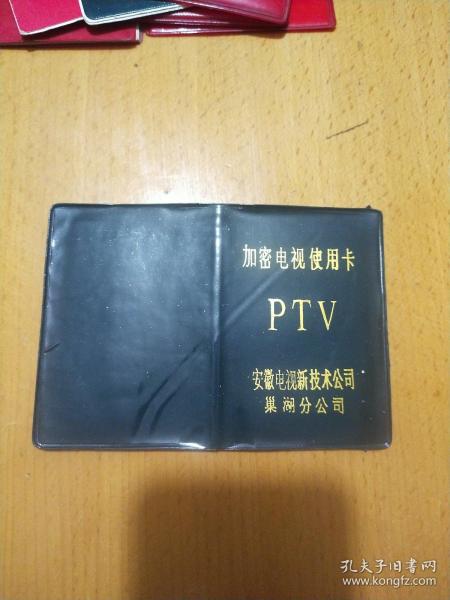 加密电视使用卡
PTV
安徽电视新技术公司
巢湖分公司
孔夫子旧书网
www.kongfz.com